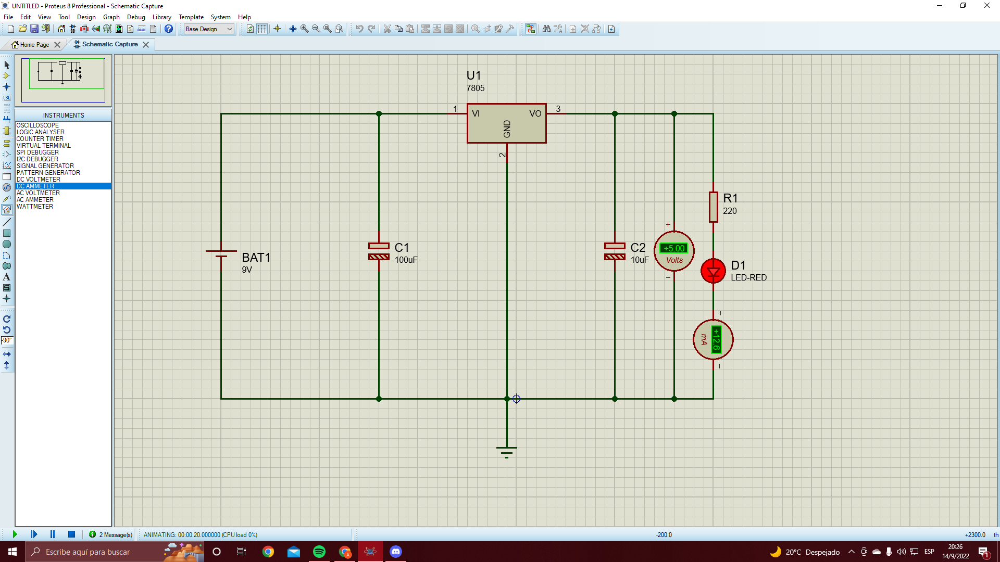 UNTITLED - Proteus 8 Professional - Schematic Capture
File Edit View Tool Design Graph Debug Library Template System Help
Base Design
Home Page
Schematic Capture
INSTRUMENTS
OSCILLOSCOPE
LOGIC ANALYSER
COUNTER TIMER
VIRTUAL TERMINAL
SPI DEBUGGER
I2C DEBUGGER
SIGNAL GENERATOR
PATTERN GENERATOR
DC VOLTMETER
DC AMMETER
AC VOLTMETER
AC AMMETER
WATTMETER
LBL
A
S
-90°
U1
7805
1
VI
VO
3
GND
2
BAT1
9V
C1
100uF
C2
10uF
+
+5.00
Volts
−
R1
220
D1
LED-RED
+
+12.6
mA
−
2 Message(s)
ANIMATING: 00:00:20.000000 (CPU load 0%)
-200.0
+2300.0
th
Escribe aquí para buscar
A
20°C Despejado
ESP
20:26
14/9/2022
1